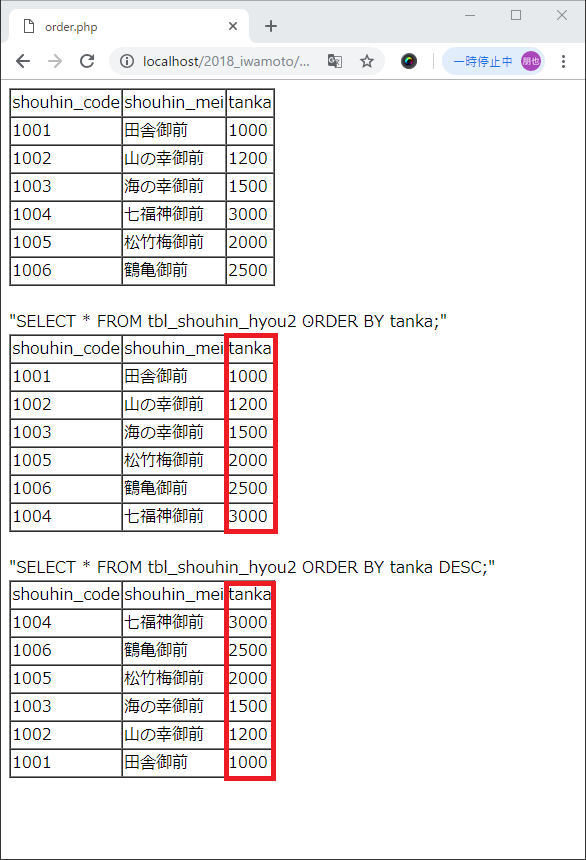 order.php
localhost/2018_iwamoto/...
一時停止中 朋也
shouhin_code shouhin_mei tanka
1001 田舎御前 1000
1002 山の幸御前 1200
1003 海の幸御前 1500
1004 七福神御前 3000
1005 松竹梅御前 2000
1006 鶴亀御前 2500
"SELECT * FROM tbl_shouhin_hyou2 ORDER BY tanka;"
shouhin_code shouhin_mei tanka
1001 田舎御前 1000
1002 山の幸御前 1200
1003 海の幸御前 1500
1005 松竹梅御前 2000
1006 鶴亀御前 2500
1004 七福神御前 3000
"SELECT * FROM tbl_shouhin_hyou2 ORDER BY tanka DESC;"
shouhin_code shouhin_mei tanka
1004 七福神御前 3000
1006 鶴亀御前 2500
1005 松竹梅御前 2000
1003 海の幸御前 1500
1002 山の幸御前 1200
1001 田舎御前 1000